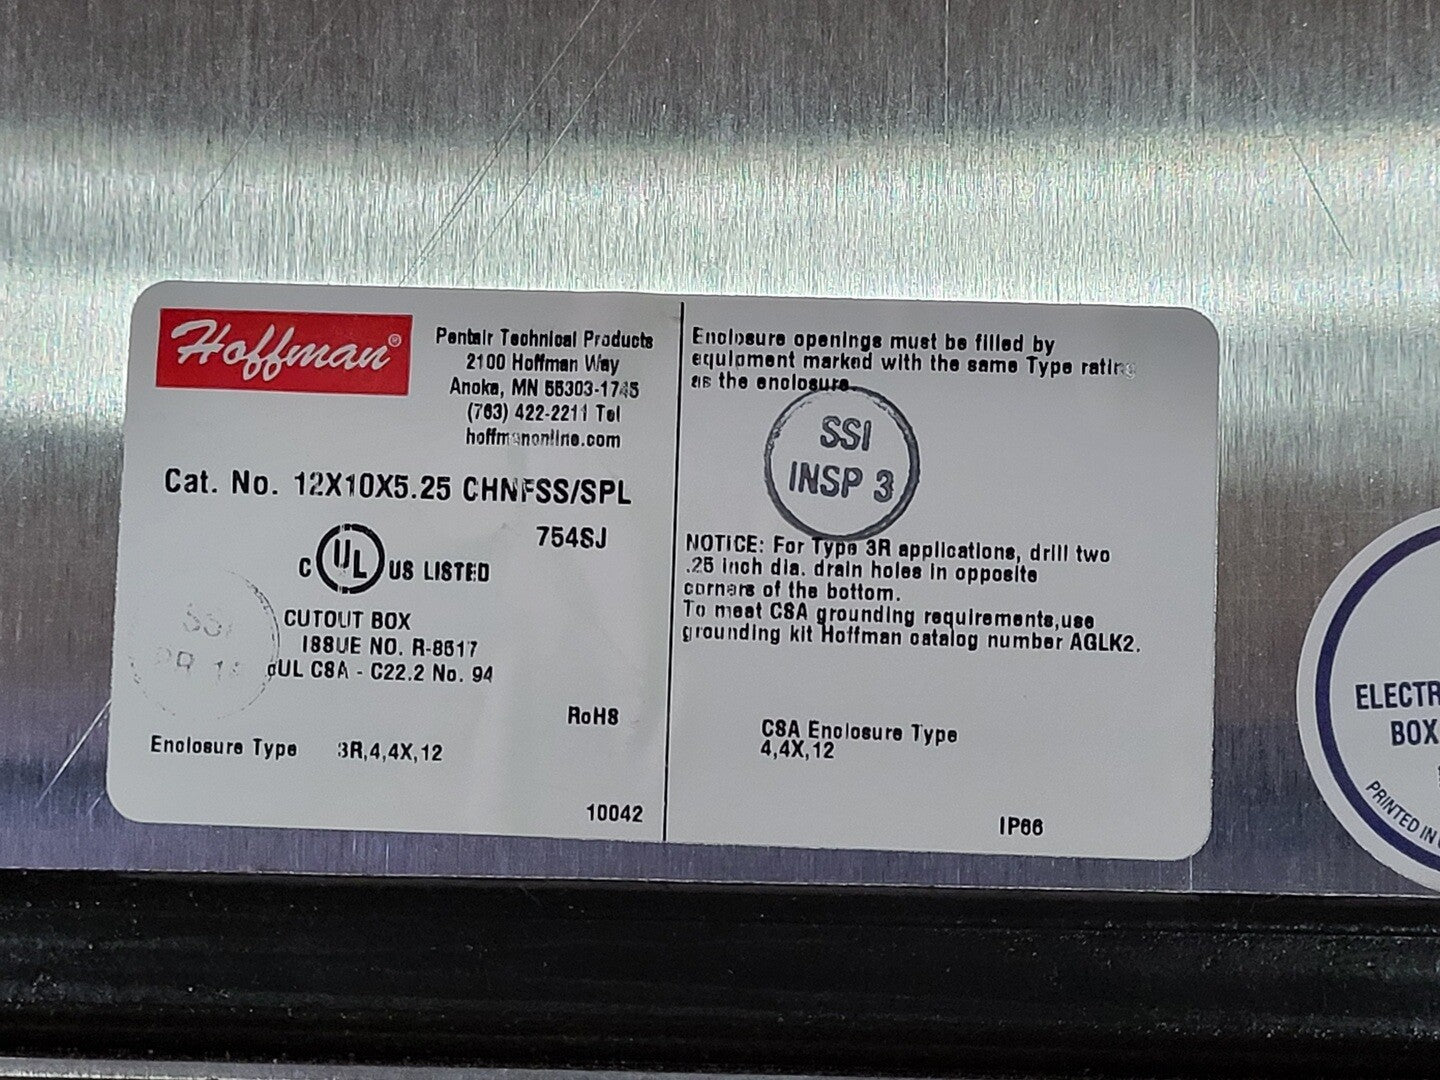 Hoffman®
Pentair Technical Products
2100 Hoffman Way
Anoka, MN 55303-1745
(763) 422-2211 Tel
hoffmanonline.com
Cat. No. 12X10X5.25 CHNFSS/SPL
754SJ
C UL US LISTED
CUTOUT BOX
ISSUE NO. R-8617
cUL CSA - C22.2 No. 94
SSI
RoHS
Enclosure Type 3R,4,4X,12
10042
Enclosure openings must be filled by
equipment marked with the same Type rating
as the enclosure.
SSI
INSP 3
NOTICE: For Type 3R applications, drill two
.25 inch dia. drain holes in opposite
corners of the bottom.
To meet CSA grounding requirements,use
grounding kit Hoffman catalog number AGLK2.
CSA Enclosure Type
4,4X,12
IP66
ELECTR
BOX
PRINTED IN